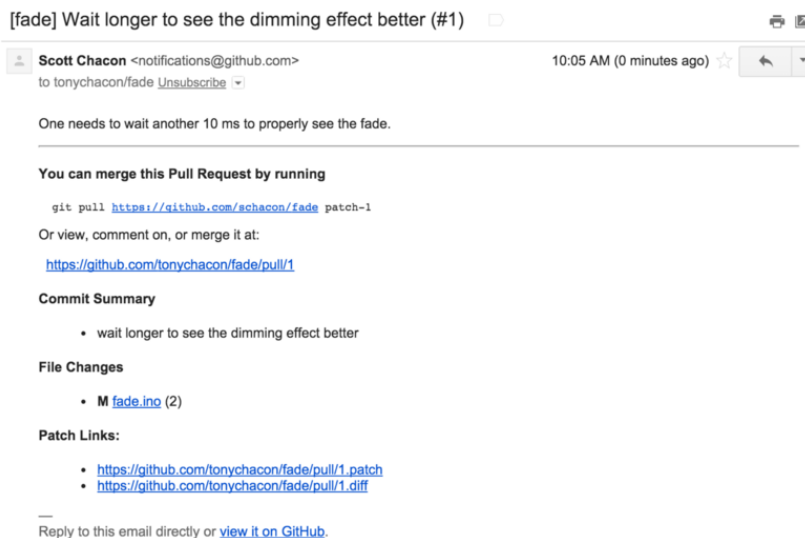 [fade] Wait longer to see the dimming effect better (#1)
Scott Chacon <notifications@github.com>
10:05 AM (0 minutes ago)
to tonychacon/fade Unsubscribe
One needs to wait another 10 ms to properly see the fade.
You can merge this Pull Request by running
git pull https://github.com/schacon/fade patch-1
Or view, comment on, or merge it at:
https://github.com/tonychacon/fade/pull/1
Commit Summary
• wait longer to see the dimming effect better
File Changes
• M fade.ino (2)
Patch Links:
• https://github.com/tonychacon/fade/pull/1.patch
• https://github.com/tonychacon/fade/pull/1.diff
—
Reply to this email directly or view it on GitHub.